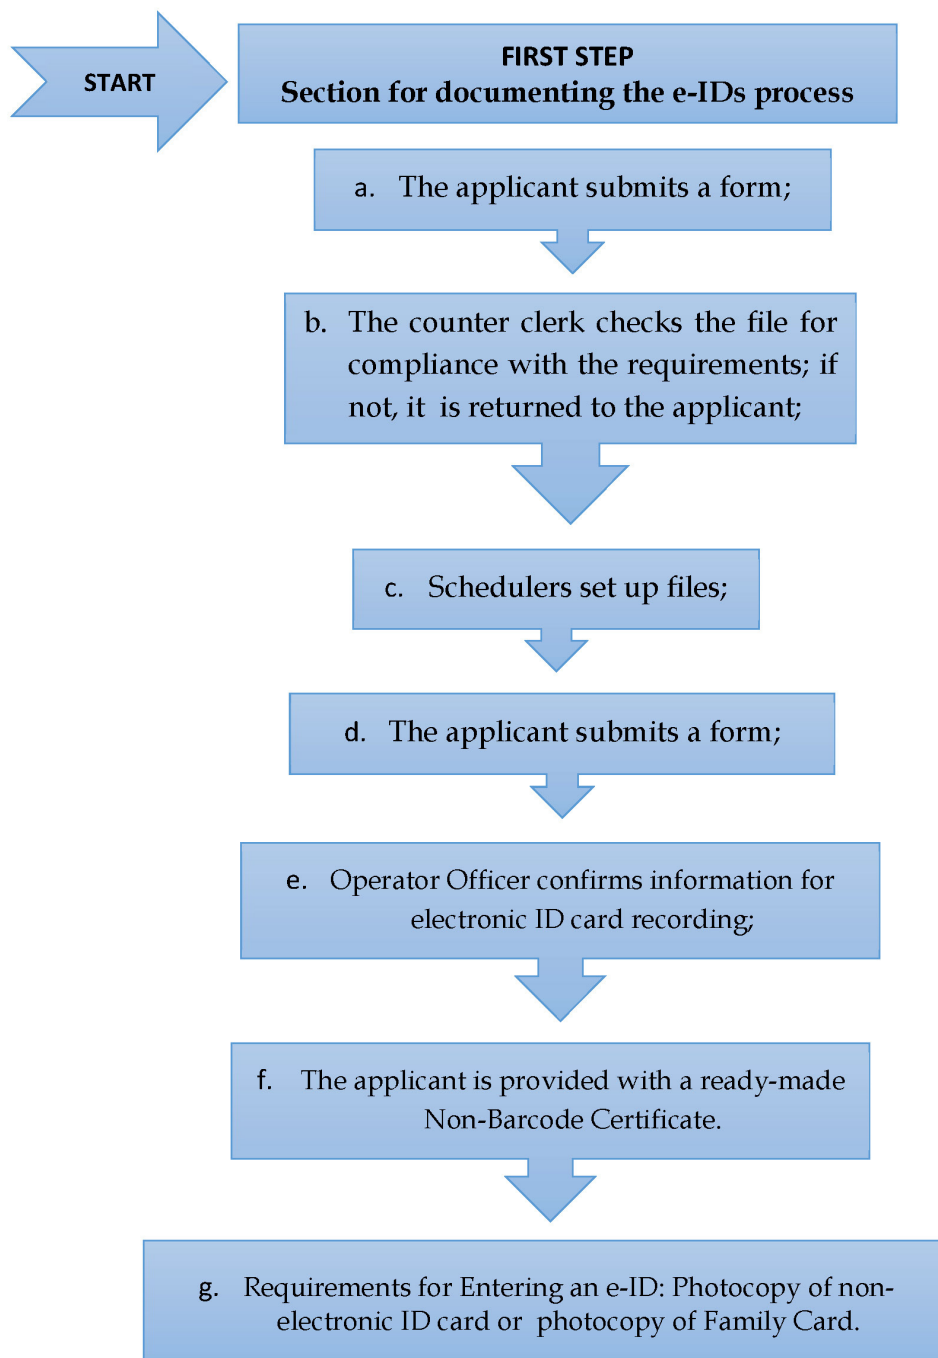 START
FIRST STEP
Section for documenting the e-IDs process
a. The applicant submits a form;
b. The counter clerk checks the file for
compliance with the requirements; if
not, it is returned to the applicant;
c. Schedulers set up files;
d. The applicant submits a form;
e. Operator Officer confirms information for
electronic ID card recording;
f. The applicant is provided with a ready-made
Non-Barcode Certificate.
g. Requirements for Entering an e-ID: Photocopy of non-
electronic ID card or photocopy of Family Card.